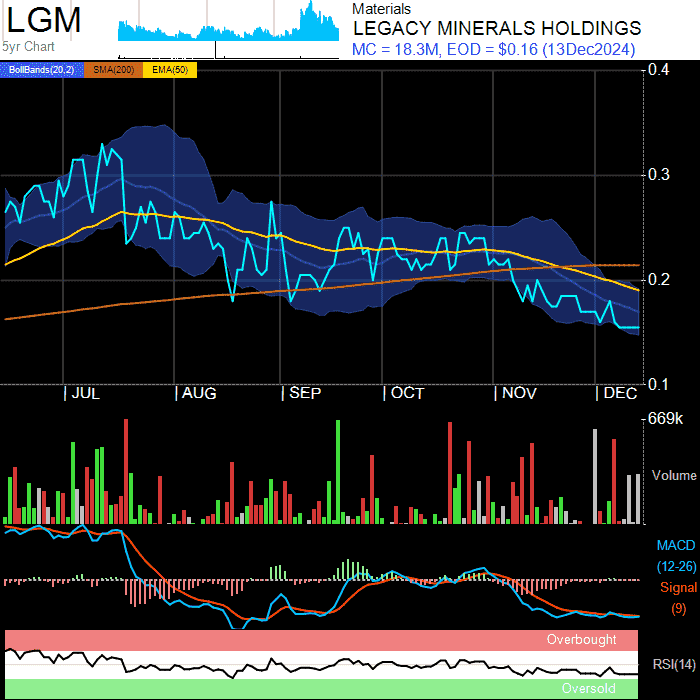 LGM
5yr Chart
Materials
LEGACY MINERALS HOLDINGS
MC = 18.3M, EOD = $0.16 (13Dec2024)
BollBands(20,2) SMA(200) EMA(50)
0.4
0.3
0.2
0.1
JUL AUG SEP OCT NOV DEC
669k
Volume
MACD
(12-26)
Signal
(9)
Overbought
RSI(14)
Oversold